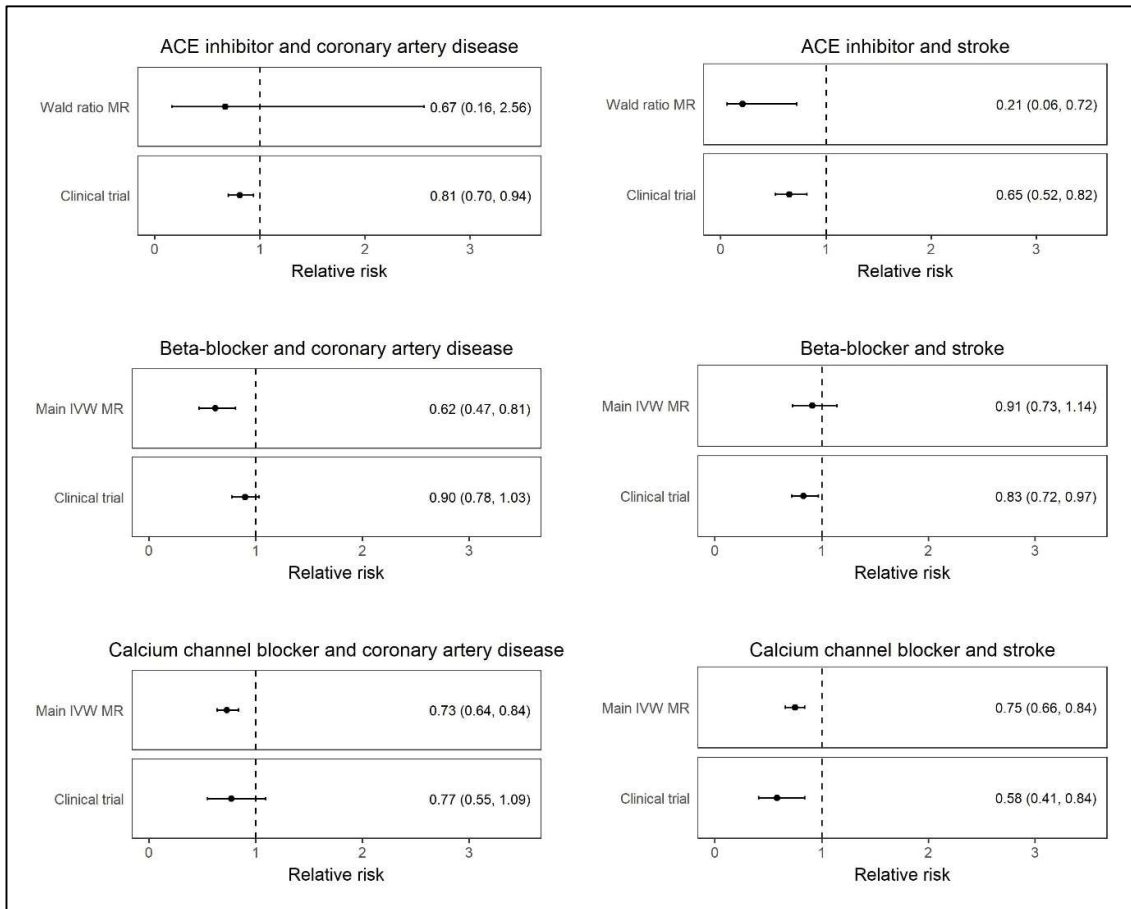 ACE inhibitor and coronary artery disease
Wald ratio MR
0.67 (0.16, 2.56)
Clinical trial
0.81 (0.70, 0.94)
0 1 2 3
Relative risk
ACE inhibitor and stroke
Wald ratio MR
0.21 (0.06, 0.72)
Clinical trial
0.65 (0.52, 0.82)
0 1 2 3
Relative risk
Beta-blocker and coronary artery disease
Main IVW MR
0.62 (0.47, 0.81)
Clinical trial
0.90 (0.78, 1.03)
0 1 2 3
Relative risk
Beta-blocker and stroke
Main IVW MR
0.91 (0.73, 1.14)
Clinical trial
0.83 (0.72, 0.97)
0 1 2 3
Relative risk
Calcium channel blocker and coronary artery disease
Main IVW MR
0.73 (0.64, 0.84)
Clinical trial
0.77 (0.55, 1.09)
0 1 2 3
Relative risk
Calcium channel blocker and stroke
Main IVW MR
0.75 (0.66, 0.84)
Clinical trial
0.58 (0.41, 0.84)
0 1 2 3
Relative risk